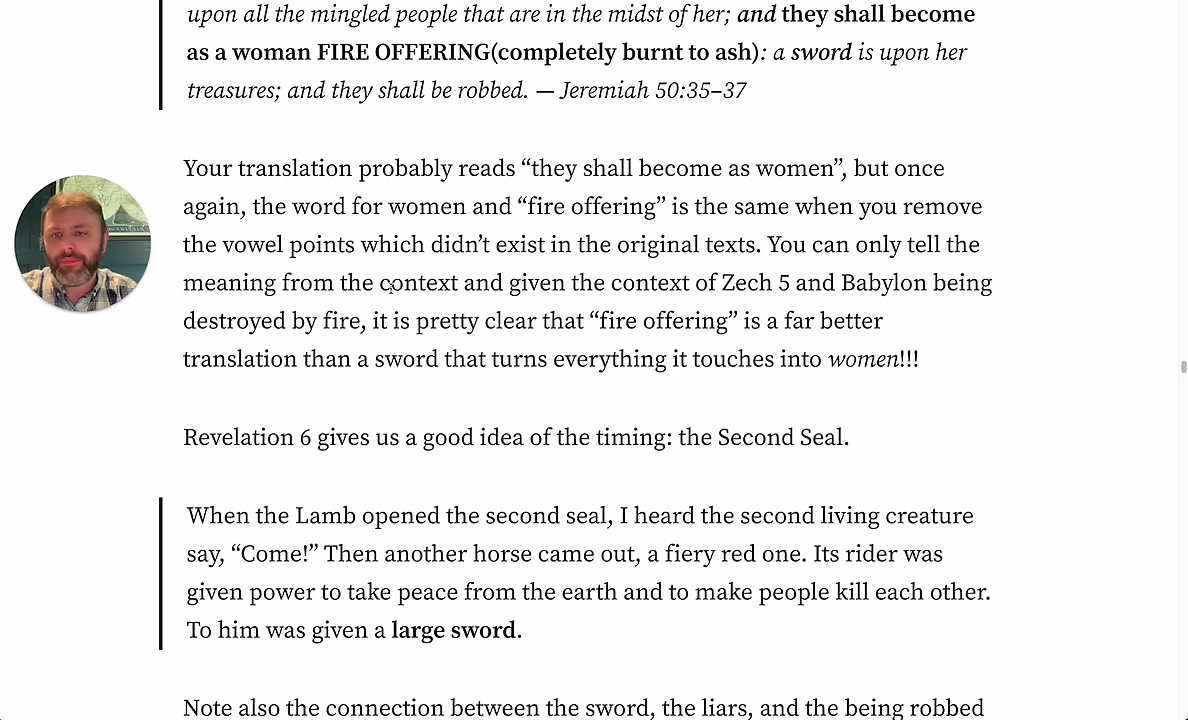 upon all the mingled people that are in the midst of her; and they shall become
as a woman FIRE OFFERING(completely burnt to ash): a sword is upon her
treasures; and they shall be robbed. — Jeremiah 50:35–37
Your translation probably reads “they shall become as women”, but once
again, the word for women and “fire offering” is the same when you remove
the vowel points which didn’t exist in the original texts. You can only tell the
meaning from the context and given the context of Zech 5 and Babylon being
destroyed by fire, it is pretty clear that “fire offering” is a far better
translation than a sword that turns everything it touches into women!!!
Revelation 6 gives us a good idea of the timing: the Second Seal.
When the Lamb opened the second seal, I heard the second living creature
say, “Come!” Then another horse came out, a fiery red one. Its rider was
given power to take peace from the earth and to make people kill each other.
To him was given a large sword.
Note also the connection between the sword, the liars, and the being robbed